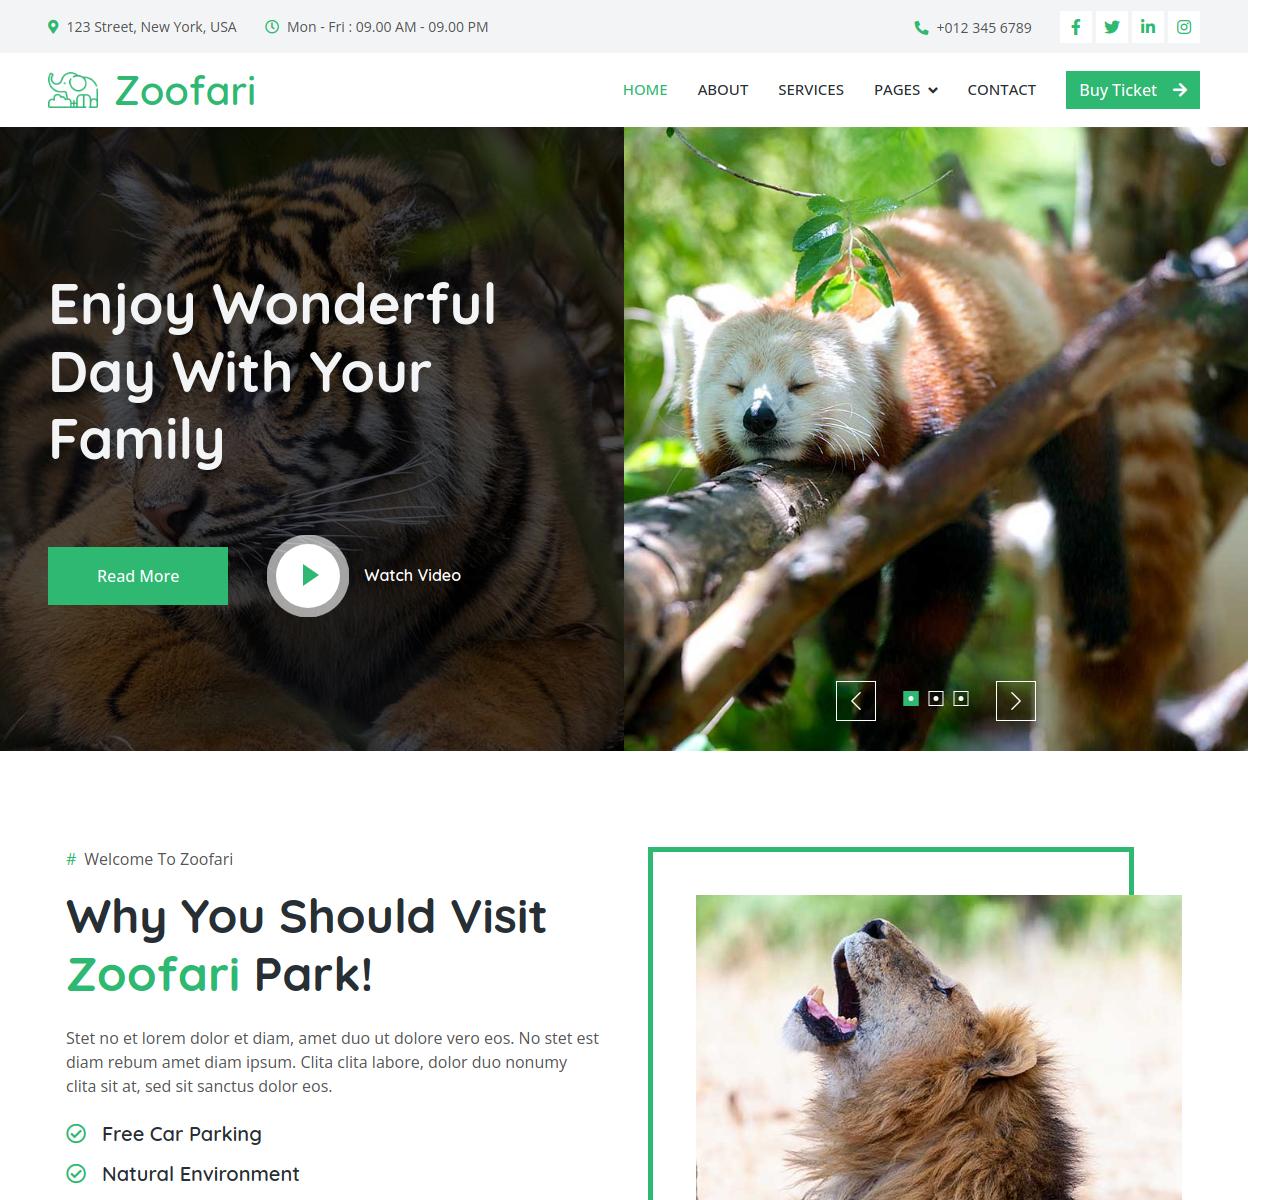 123 Street, New York, USA
Mon - Fri : 09.00 AM - 09.00 PM
+012 345 6789
Zoofari
HOME
ABOUT
SERVICES
PAGES
CONTACT
Buy Ticket
Enjoy Wonderful
Day With Your
Family
Read More
Watch Video
# Welcome To Zoofari
Why You Should Visit
Zoofari Park!
Stet no et lorem dolor et diam, amet duo ut dolore vero eos. No stet est
diam rebum amet diam ipsum. Clita clita labore, dolor duo nonumy
clita sit at, sed sit sanctus dolor eos.
Free Car Parking
Natural Environment